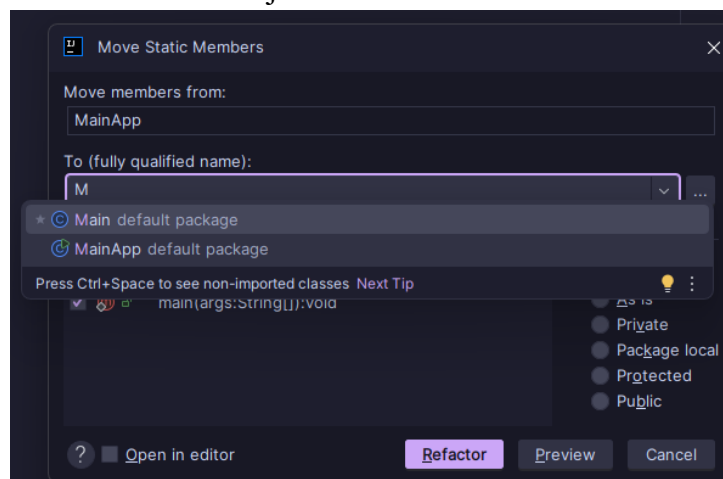 Move Static Members
Move members from:
MainApp
To (fully qualified name):
M
...
Main default package
MainApp default package
Press Ctrl+Space to see non-imported classes Next Tip
main(args:String[]):void
As is
Private
Package local
Protected
Public
? Open in editor
Refactor
Preview
Cancel